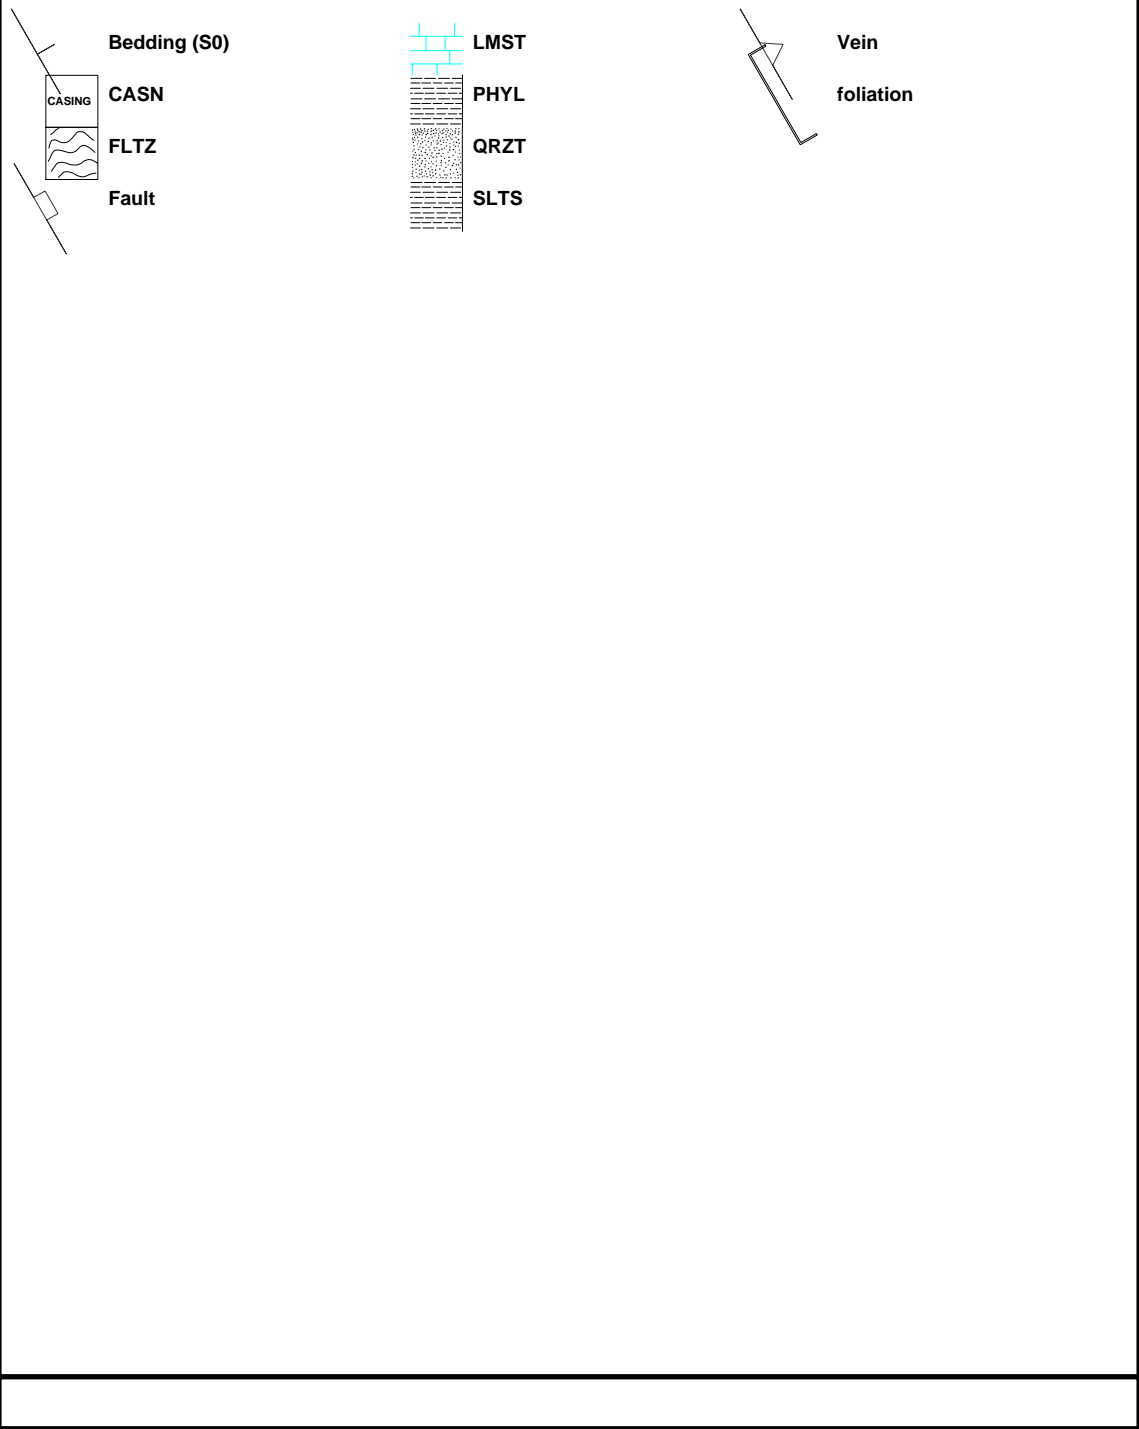 Bedding (S0)
CASING
CASN
FLTZ
Fault
LMST
PHYL
QRZT
SLTS
Vein
foliation